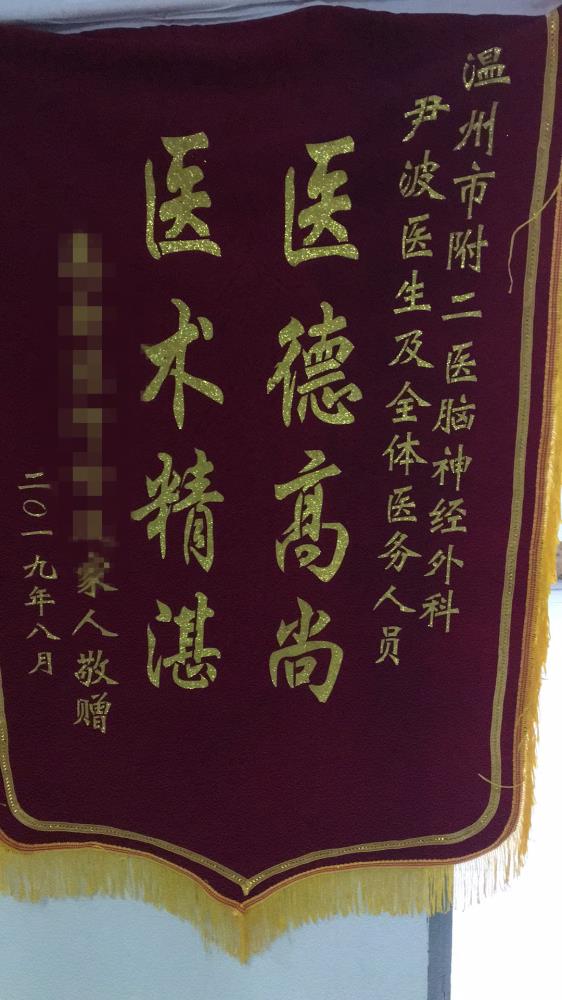 温州市附二医脑神经外科
尹波医生及全体医务人员
医德高尚
医术精湛
家人敬赠
二〇一九年八月